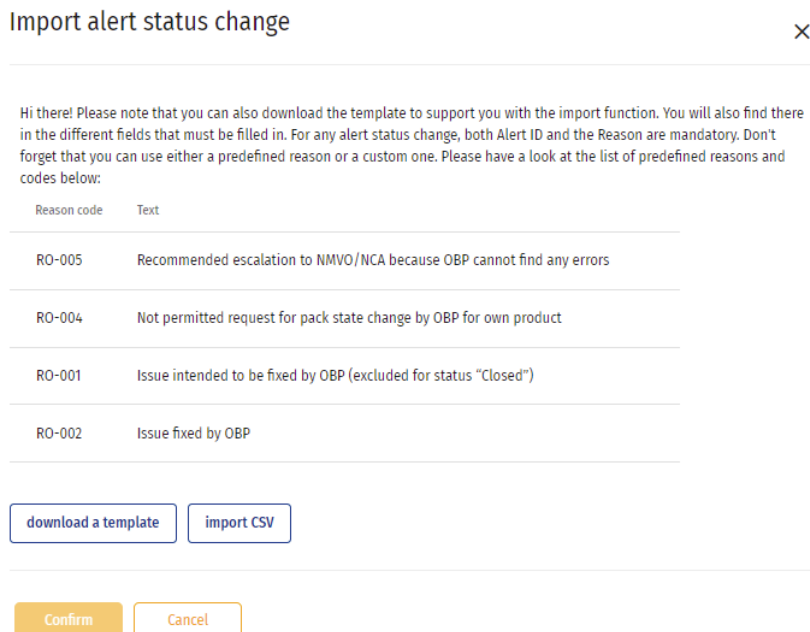 Import alert status change
Hi there! Please note that you can also download the template to support you with the import function. You will also find there
in the different fields that must be filled in. For any alert status change, both Alert ID and the Reason are mandatory. Don't
forget that you can use either a predefined reason or a custom one. Please have a look at the list of predefined reasons and
codes below:
Reason code Text
RO-005 Recommended escalation to NMVO/NCA because OBP cannot find any errors
RO-004 Not permitted request for pack state change by OBP for own product
RO-001 Issue intended to be fixed by OBP (excluded for status “Closed”)
RO-002 Issue fixed by OBP
download a template import CSV
Confirm Cancel